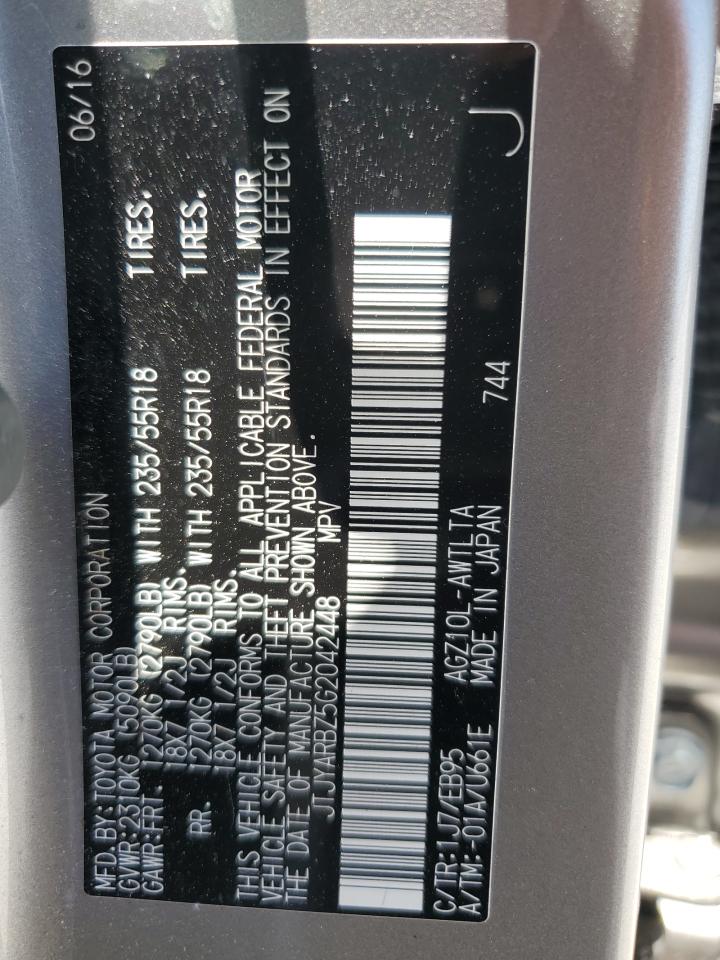 MFD.BY:TOYOTA MOTOR CORPORATION 06/16
GVWR:2310KG (5090LB)
GAWR:FRT. 1270KG (2790LB) WITH 235/55R18 TIRES.
18X7 1/2J RIMS.
RR. 1270KG (2790LB) WITH 235/55R18 TIRES.
18X7 1/2J RIMS.
THIS VEHICLE CONFORMS TO ALL APPLICABLE FEDERAL MOTOR
VEHICLE SAFETY AND THEFT PREVENTION STANDARDS IN EFFECT ON
THE DATE OF MANUFACTURE SHOWN ABOVE.
JTJYARBZ5G2042448 MPV
C/TR:1J7/EB95 AGZ10L-AWTLTA
A/TM:-01A/U661E MADE IN JAPAN 744
J